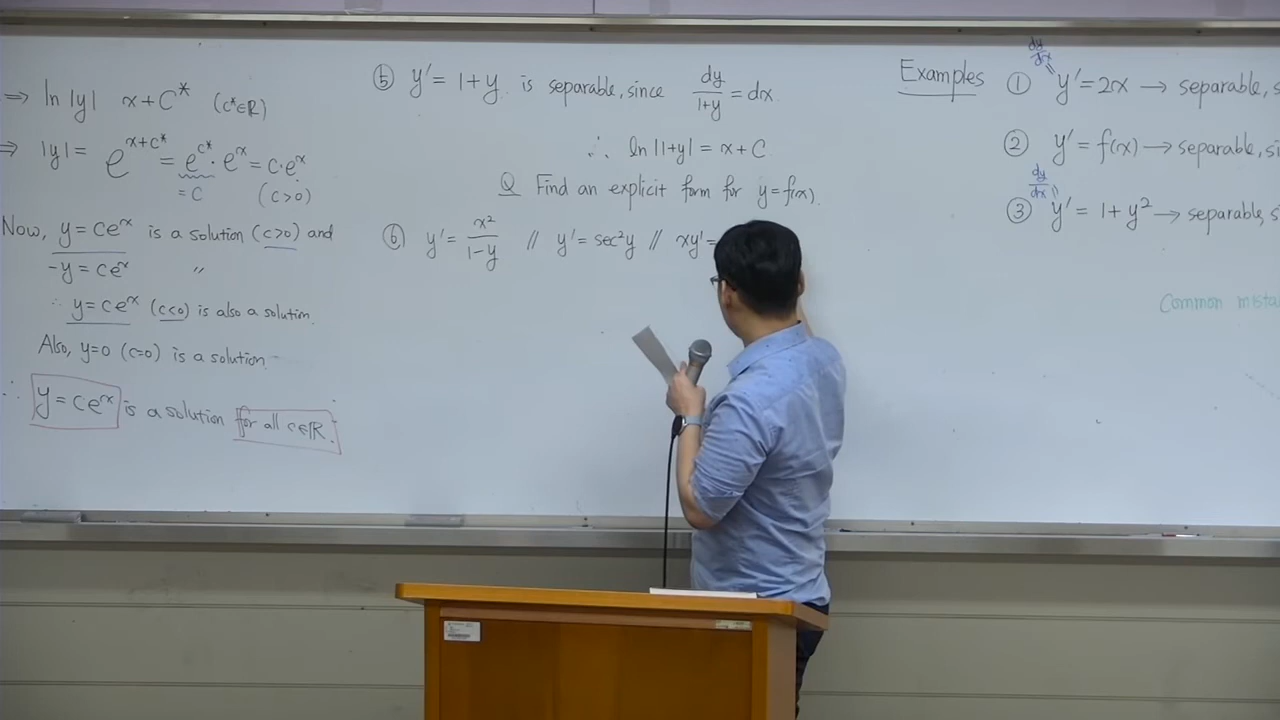 ⇒ ln |y| x + C* (c*∈ℝ)
⇒ |y| = e^{x+c*} = e^{c*}·e^x = c·e^x
= C (c>0)
Now, y = ce^x is a solution (c>0) and
-y = ce^x 〃
∴ y = ce^x (c<0) is also a solution.
Also, y=0 (c=0) is a solution.
∴ y = ce^x is a solution for all c∈ℝ.
⑤ y' = 1+y is separable, since dy/1+y = dx
∴ ln |1+y| = x + C
Q Find an explicit form for y=f(x).
⑥ y' = x²/1-y // y' = sec²y // xy' =
Examples
dy/dx
① y' = 2x → separable, s
② y' = f(x) → separable, si
dy/dx
③ y' = 1 + y² → separable, s
Common mista